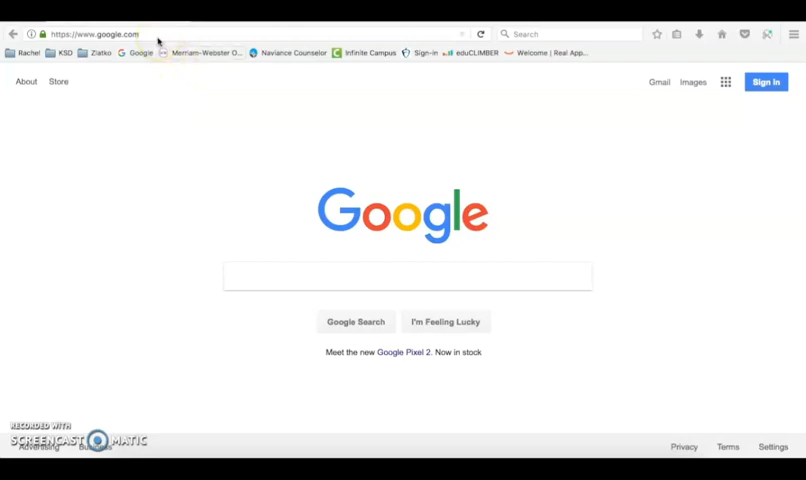 https://www.google.com
Search
Rachel KSD Zlatko Google Merriam-Webster O... Naviance Counselor Infinite Campus Sign-in eduCLIMBER Welcome | Real App...
About Store
Gmail Images Sign in
Google
Google Search I'm Feeling Lucky
Meet the new Google Pixel 2. Now in stock
RECORDED WITH
SCREENCAST MATIC
Advertising Business
Privacy Terms Settings